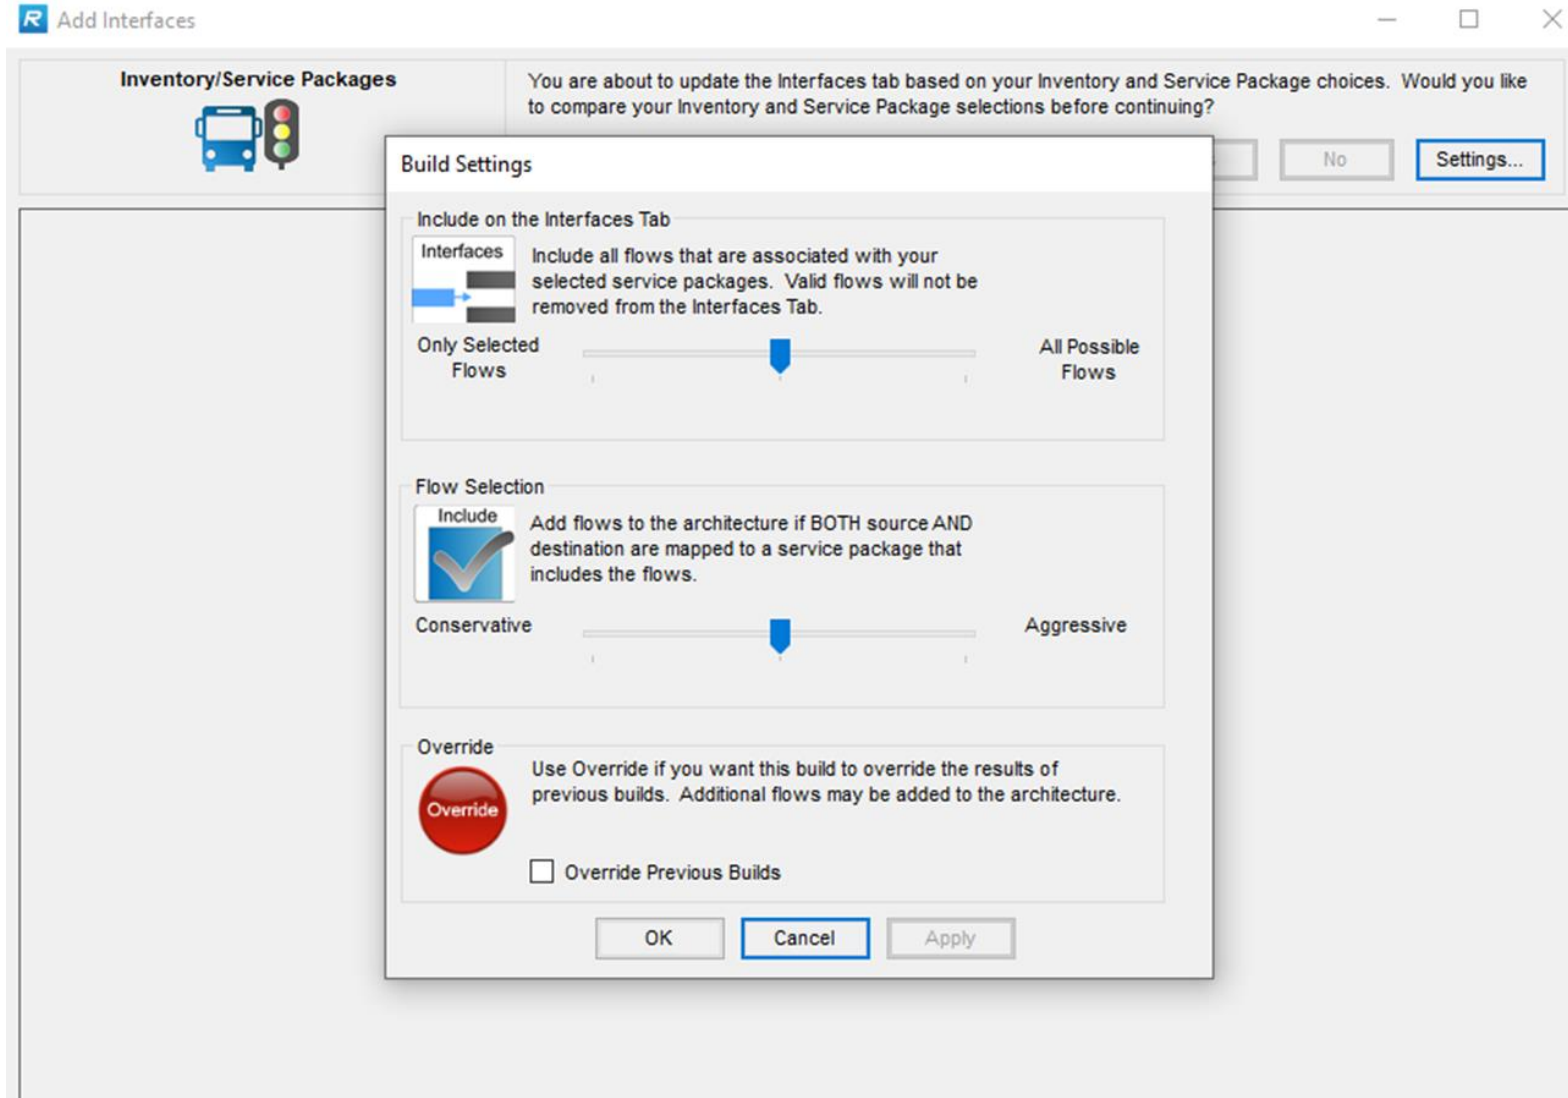 R Add Interfaces
Inventory/Service Packages
You are about to update the Interfaces tab based on your Inventory and Service Package choices. Would you like
to compare your Inventory and Service Package selections before continuing?
No
Settings...
Build Settings
Include on the Interfaces Tab
Interfaces
Include all flows that are associated with your
selected service packages. Valid flows will not be
removed from the Interfaces Tab.
Only Selected
Flows
All Possible
Flows
Flow Selection
Include
Add flows to the architecture if BOTH source AND
destination are mapped to a service package that
includes the flows.
Conservative
Aggressive
Override
Override
Use Override if you want this build to override the results of
previous builds. Additional flows may be added to the architecture.
Override Previous Builds
OK
Cancel
Apply